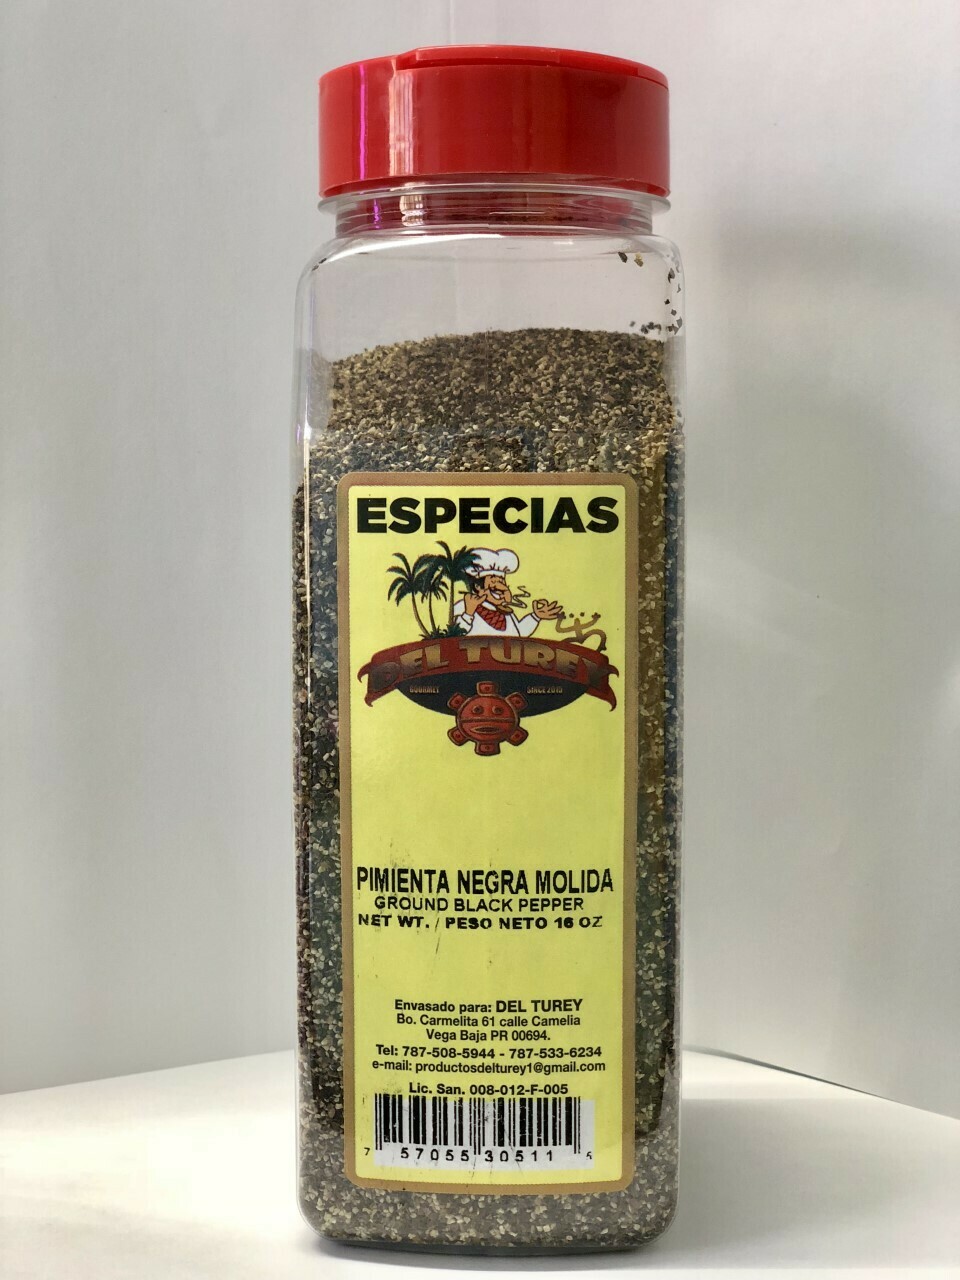 ESPECIAS
DEL TUREY
GOURMET SINCE 2015
PIMIENTA NEGRA MOLIDA
GROUND BLACK PEPPER
NET WT. / PESO NETO 16 OZ
Envasado para: DEL TUREY
Bo. Carmelita 61 calle Camelia
Vega Baja PR 00694.
Tel: 787-508-5944 - 787-533-6234
e-mail: productosdelturey1@gmail.com
Lic. San. 008-012-F-005
7 57055 30511 5